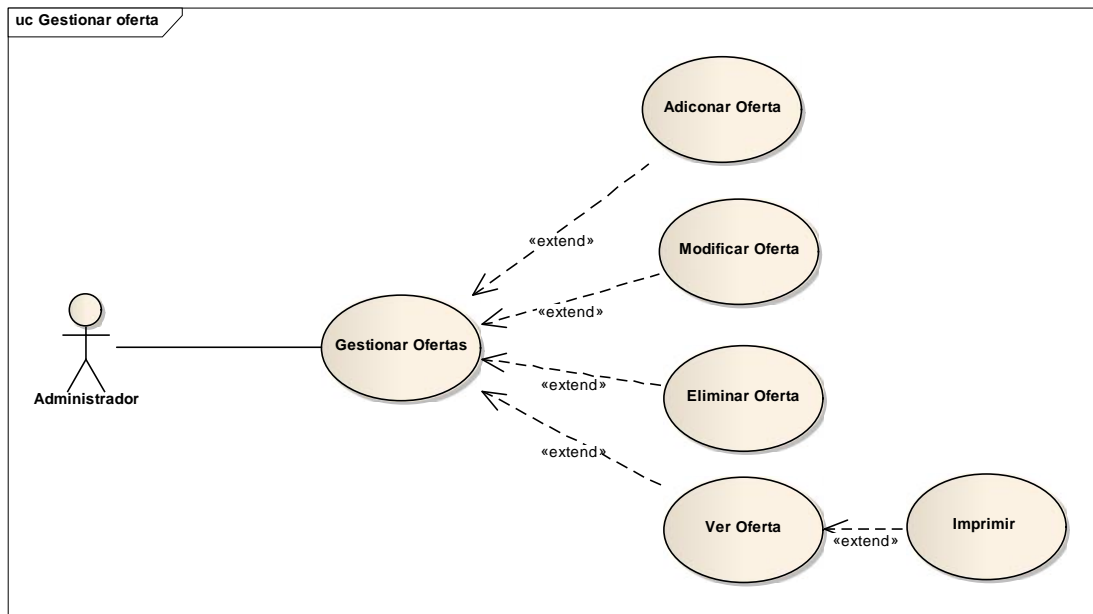 uc Gestionar oferta
Adiconar Oferta
«extend»
Modificar Oferta
«extend»
Gestionar Ofertas
Administrador
«extend»
Eliminar Oferta
«extend»
Ver Oferta
«extend»
Imprimir